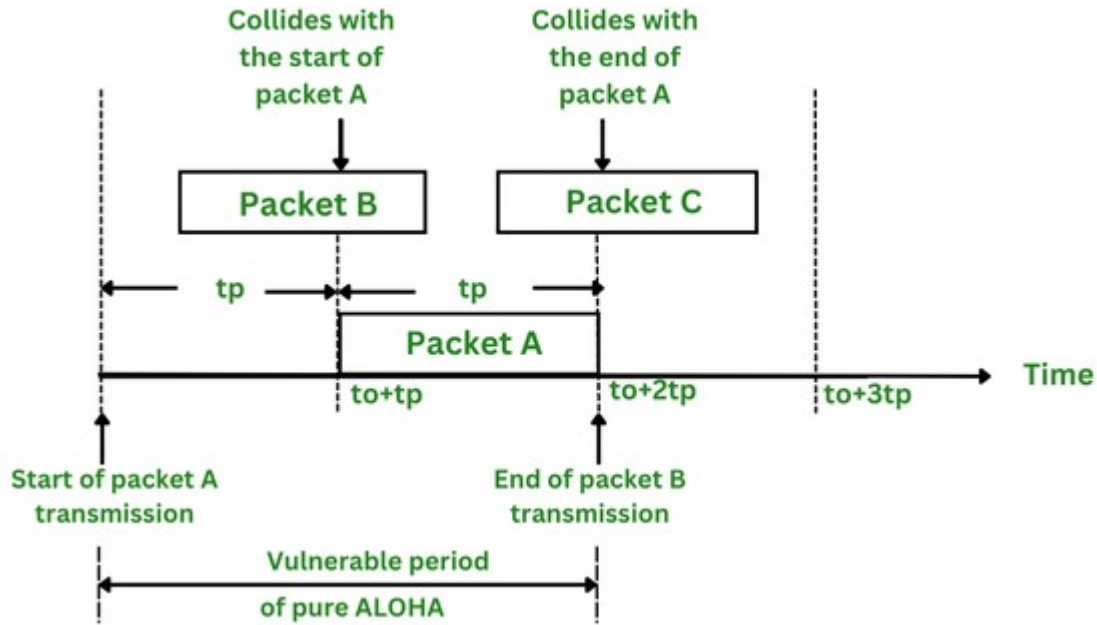 Collides with
the start of
packet A
Collides with
the end of
packet A
Packet B
Packet C
tp
tp
Packet A
Time
to+tp
to+2tp
to+3tp
Start of packet A
transmission
End of packet B
transmission
Vulnerable period
of pure ALOHA